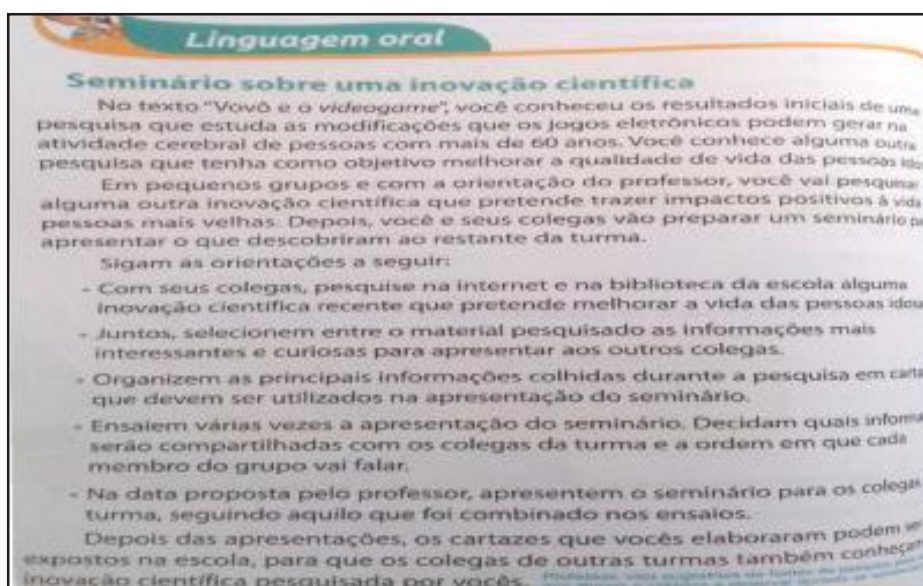 Linguagem oral
Seminário sobre uma inovação científica
No texto "Vovô e o videogame", você conheceu os resultados iniciais de uma
pesquisa que estuda as modificações que os jogos eletrônicos podem gerar na
atividade cerebral de pessoas com mais de 60 anos. Você conhece alguma outra
pesquisa que tenha como objetivo melhorar a qualidade de vida das pessoas
Em pequenos grupos e com a orientação do professor, você vai pesquisar
alguma outra inovação científica que pretende trazer impactos positivos à vida
pessoas mais velhas. Depois, você e seus colegas vão preparar um seminário
apresentar o que descobriram ao restante da turma.
Sigam as orientações a seguir:
- Com seus colegas, pesquise na internet e na biblioteca da escola alguma
inovação científica recente que pretende melhorar a vida das pessoas
- Juntos, selecionem entre o material pesquisado as informações mais
interessantes e curiosas para apresentar aos outros colegas.
- Organizem as principais informações colhidas durante a pesquisa em
que devem ser utilizados na apresentação do seminário.
- Ensaiem várias vezes a apresentação do seminário. Decidam quais
serão compartilhadas com os colegas da turma e a ordem em que cada
membro do grupo vai falar.
- Na data proposta pelo professor, apresentem o seminário para os colegas
turma, seguindo aquilo que foi combinado nos ensaios.
Depois das apresentações, os cartazes que vocês elaboraram podem
expostos na escola, para que os colegas de outras turmas também
inovação científica pesquisada por vocês.